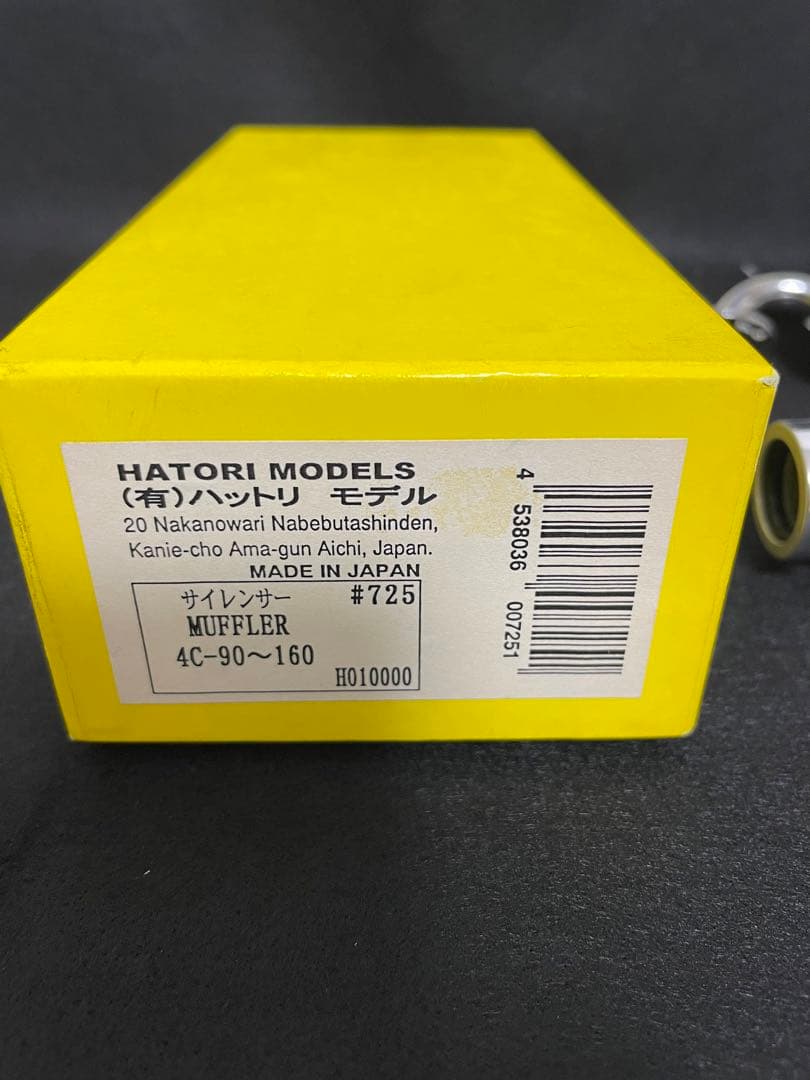 HATORI MODELS
(有)ハットリ モデル
20 Nakanowari Nabebutashinden,
Kanie-cho Ama-gun Aichi, Japan.
MADE IN JAPAN
サイレンサー #725
MUFFLER
4C-90〜160
H010000
4 538036 007251